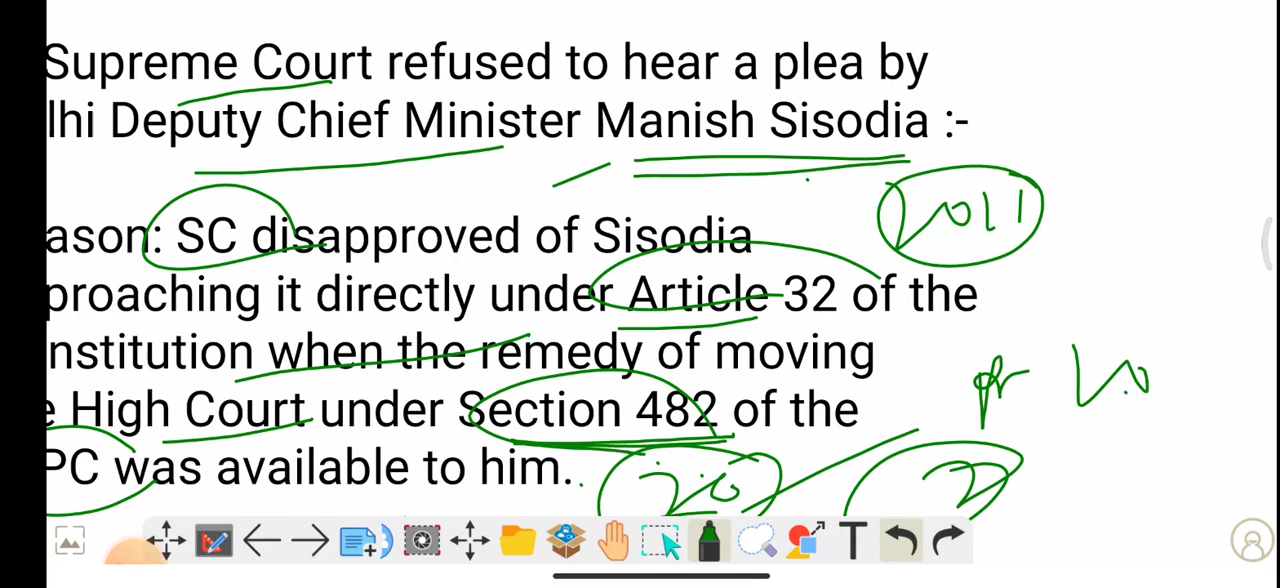 Supreme Court refused to hear a plea by
lhi Deputy Chief Minister Manish Sisodia :-
2011
ason: SC disapproved of Sisodia
proaching it directly under Article 32 of the
nstitution when the remedy of moving
e High Court under Section 482 of the
PC was available to him.
T